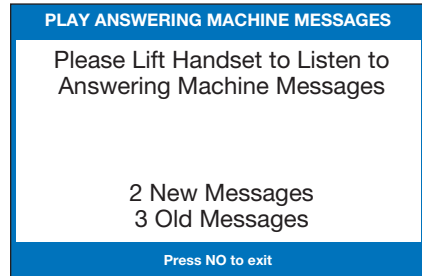 PLAY ANSWERING MACHINE MESSAGES
Please Lift Handset to Listen to
Answering Machine Messages
2 New Messages
3 Old Messages
Press NO to exit